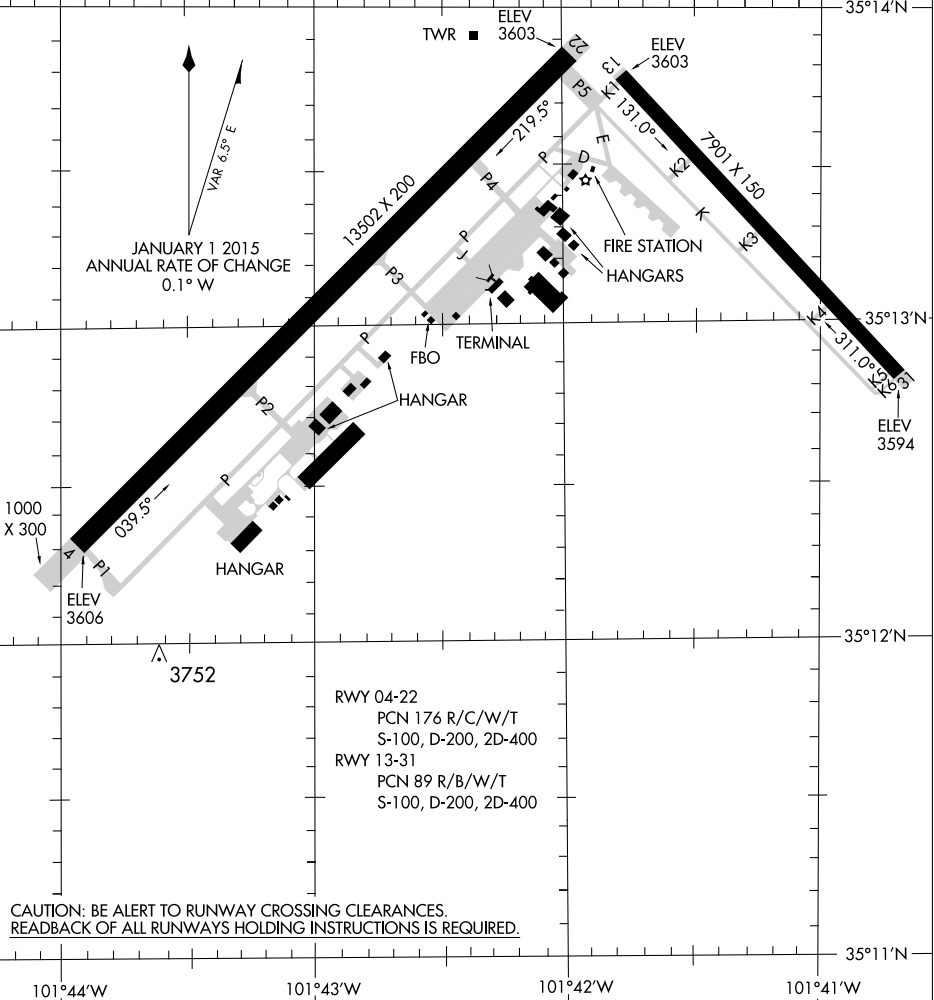 35°14'N
ELEV
3603
TWR
22
ELEV
3603
13
P5
K1
131.0°
219.5°
E
VAR 6.5° E
P
D
K2
7901 X 150
P4
13502 X 200
K
FIRE STATION
K3
P
J
JANUARY 1 2015
ANNUAL RATE OF CHANGE
0.1° W
HANGARS
P3
K4
35°13'N
TERMINAL
FBO
P
311.0°
K5
K6
31
HANGAR
P2
ELEV
3594
P
1000
X 300
039.5°
4
P1
HANGAR
ELEV
3606
35°12'N
3752
RWY 04-22
PCN 176 R/C/W/T
S-100, D-200, 2D-400
RWY 13-31
PCN 89 R/B/W/T
S-100, D-200, 2D-400
CAUTION: BE ALERT TO RUNWAY CROSSING CLEARANCES.
READBACK OF ALL RUNWAYS HOLDING INSTRUCTIONS IS REQUIRED.
35°11'N
101°44'W
101°43'W
101°42'W
101°41'W